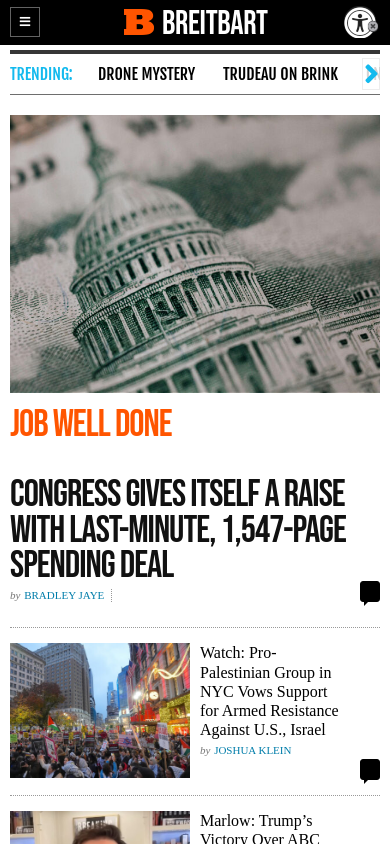 BREITBART
TRENDING:
DRONE MYSTERY
TRUDEAU ON BRINK
JOB WELL DONE
CONGRESS GIVES ITSELF A RAISE
WITH LAST-MINUTE, 1,547-PAGE
SPENDING DEAL
by BRADLEY JAYE
Watch: Pro-
Palestinian Group in
NYC Vows Support
for Armed Resistance
Against U.S., Israel
by JOSHUA KLEIN
Marlow: Trump’s
Victory Over ABC